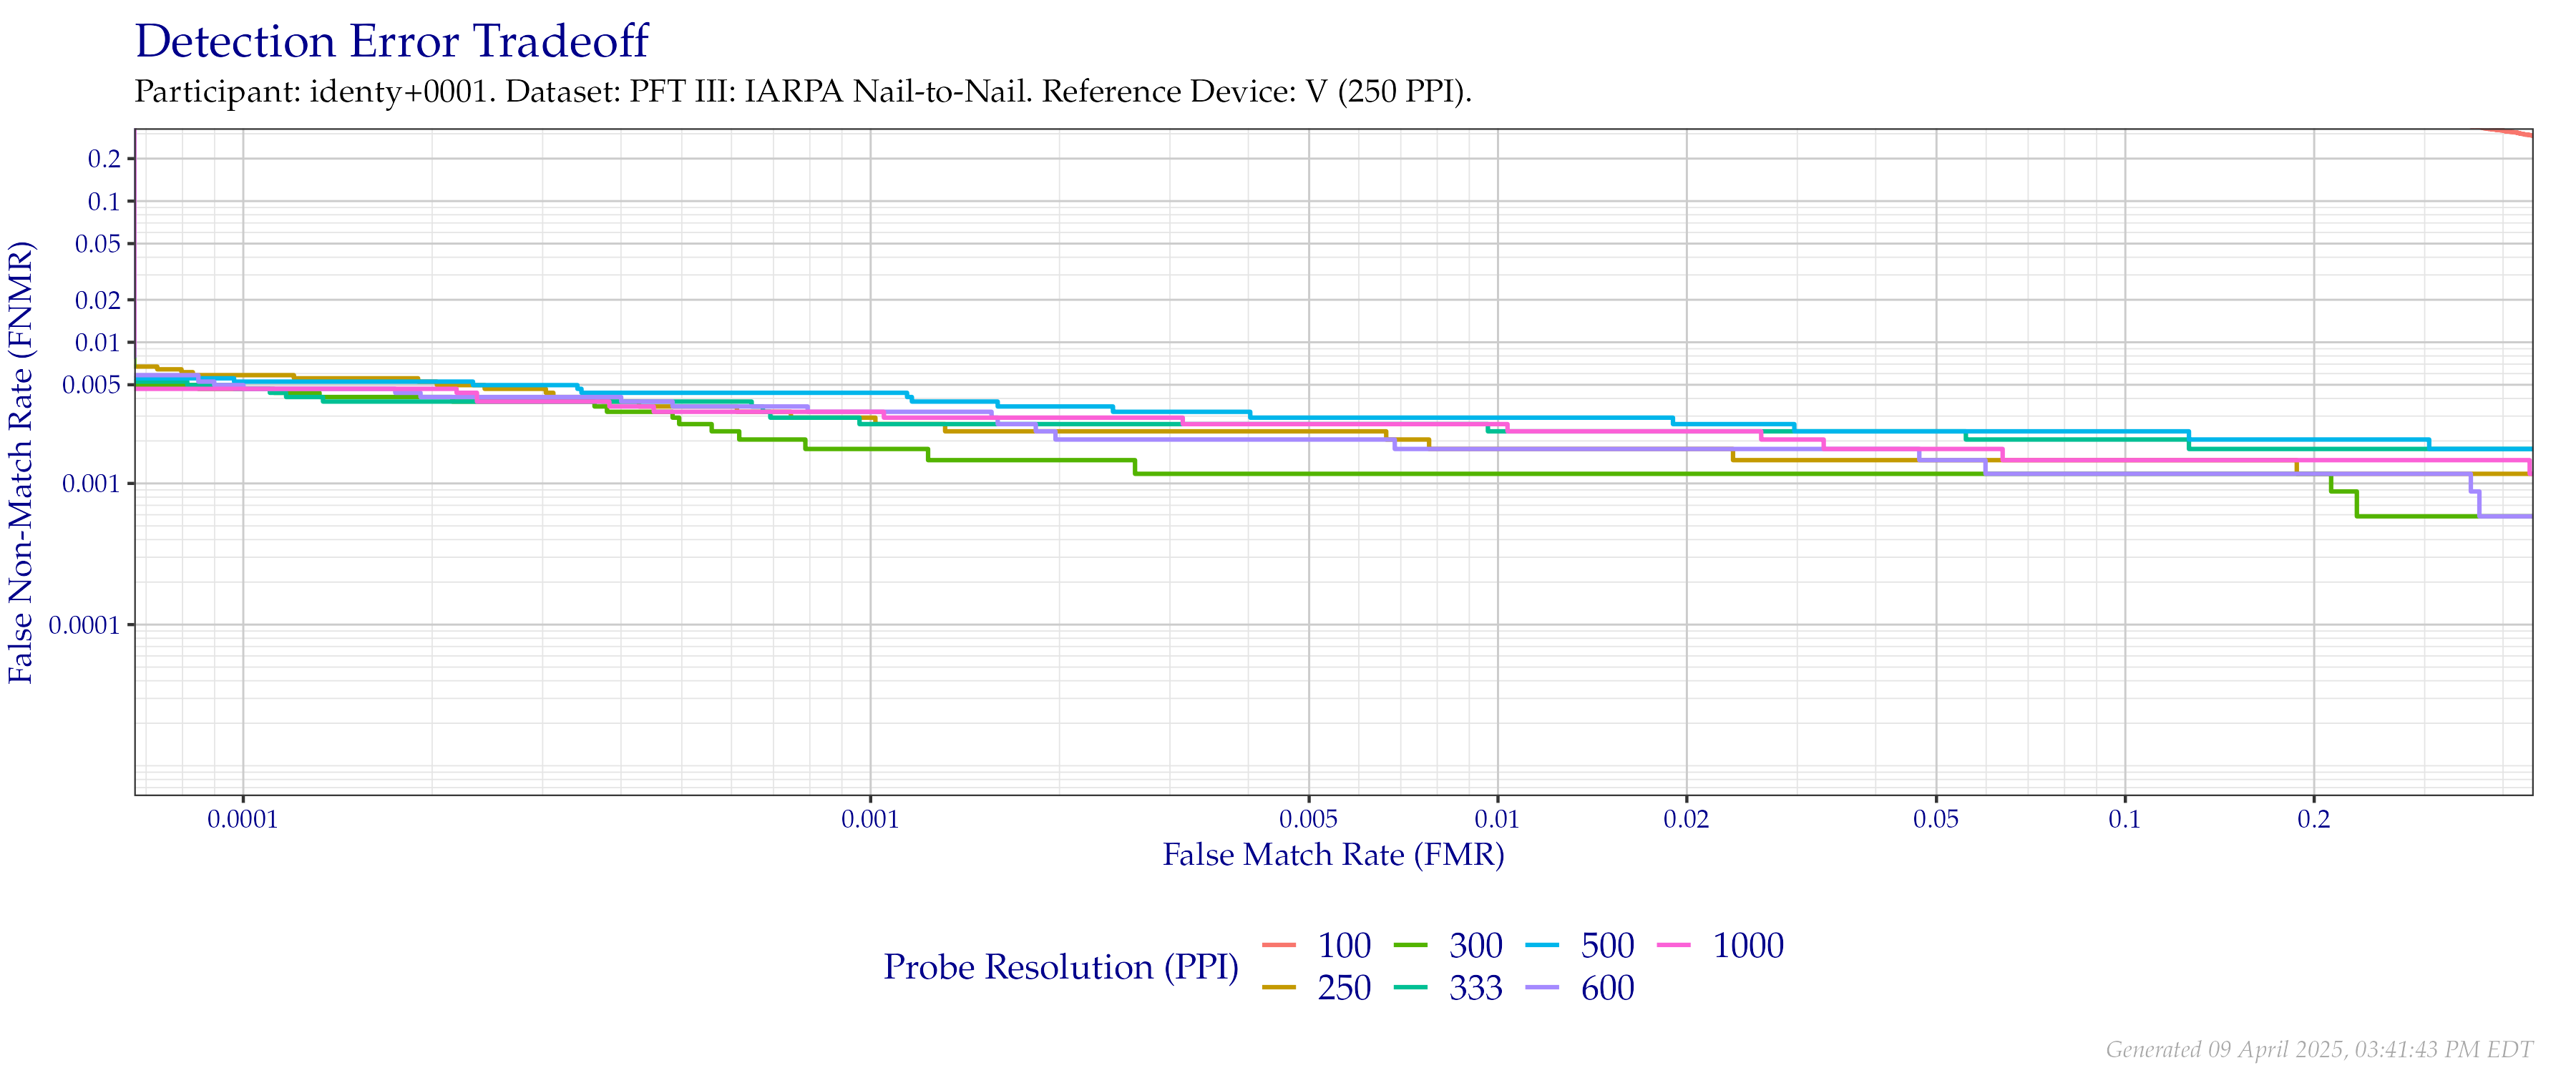 Detection Error Tradeoff
Participant: identy+0001. Dataset: PFT III: IARPA Nail-to-Nail. Reference Device: V (250 PPI).
False Non-Match Rate (FNMR)
0.2
0.1
0.05
0.02
0.01
0.005
0.001
0.0001
0.0001 0.001 0.005 0.01 0.02 0.05 0.1 0.2
False Match Rate (FMR)
Probe Resolution (PPI)
100 300 500 1000
250 333 600
Generated 09 April 2025, 03:41:43 PM EDT